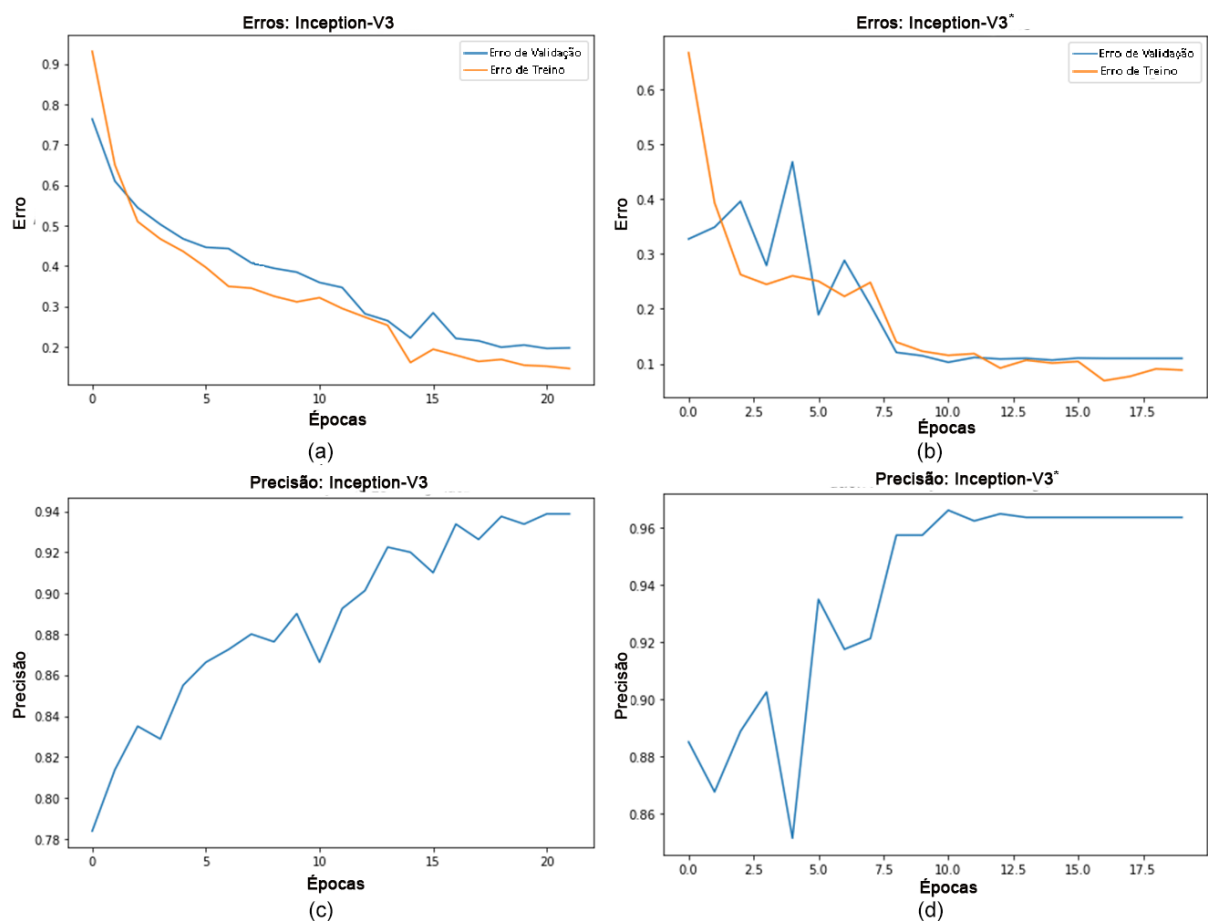 Erros: Inception-V3
Erro de Validação
Erro de Treino
0.9
0.8
0.7
0.6
0.5
0.4
0.3
0.2
Erro
0 5 10 15 20
Épocas
(a)
Erros: Inception-V3*
Erro de Validação
Erro de Treino
0.6
0.5
0.4
0.3
0.2
0.1
Erro
0.0 2.5 5.0 7.5 10.0 12.5 15.0 17.5
Épocas
(b)
Precisão: Inception-V3
0.94
0.92
0.90
0.88
0.86
0.84
0.82
0.80
0.78
Precisão
0 5 10 15 20
Épocas
(c)
Precisão: Inception-V3*
0.96
0.94
0.92
0.90
0.88
0.86
Precisão
0.0 2.5 5.0 7.5 10.0 12.5 15.0 17.5
Épocas
(d)